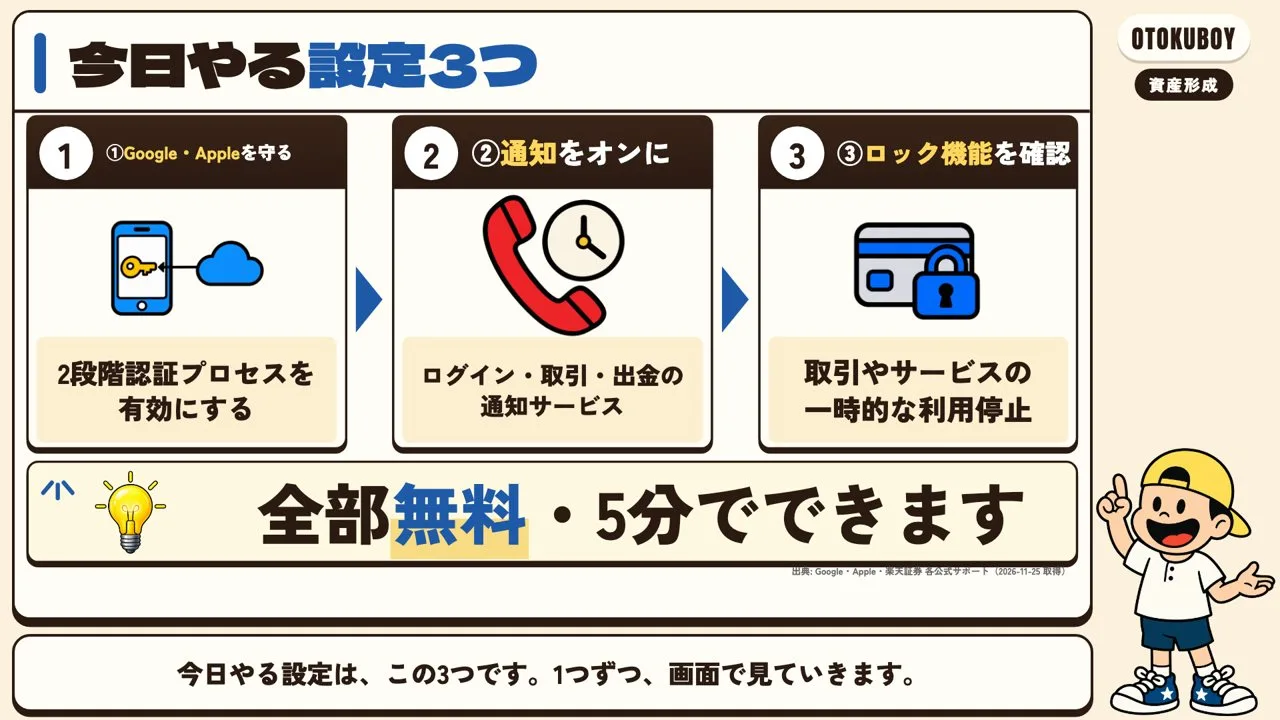 今日やる設定3つ
OTOKUBOY
資産形成
1
①Google・Appleを守る
2段階認証プロセスを
有効にする
2
②通知をオンに
ログイン・取引・出金の
通知サービス
3
③ロック機能を確認
取引やサービスの
一時的な利用停止
全部無料・5分でできます
出典: Google・Apple・楽天証券 各公式サポート（2026-11-25 取得）
今日やる設定は、この3つです。1つずつ、画面で見ていきます。